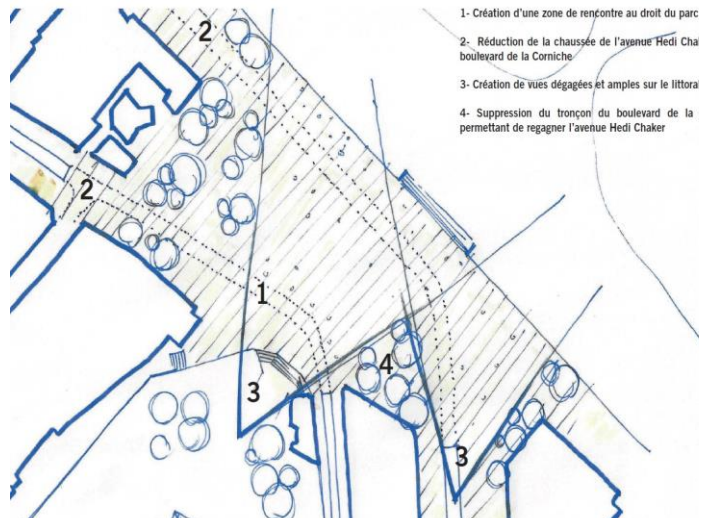 1- Création d'une zone de rencontre au droit du parc
2- Réduction de la chaussée de l'avenue Hedi
boulevard de la Corniche
3- Création de vues dégagées et amples sur le
4- Suppression du tronçon du boulevard de la
permettant de regagner l'avenue Hedi Chaker
2
2
1
4
3
3